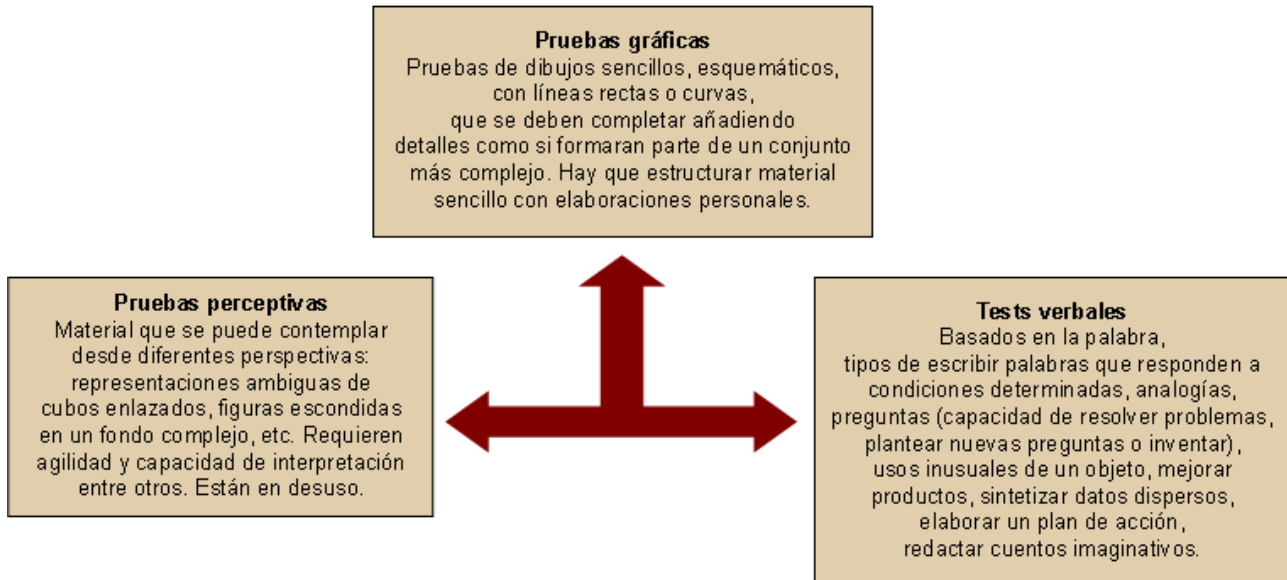 Pruebas gráficas
Pruebas de dibujos sencillos, esquemáticos,
con líneas rectas o curvas,
que se deben completar añadiendo
detalles como si formaran parte de un conjunto
más complejo. Hay que estructurar material
sencillo con elaboraciones personales.
Pruebas perceptivas
Material que se puede contemplar
desde diferentes perspectivas:
representaciones ambiguas de
cubos enlazados, figuras escondidas
en un fondo complejo, etc. Requieren
agilidad y capacidad de interpretación
entre otros. Están en desuso.
Tests verbales
Basados en la palabra,
tipos de escribir palabras que responden a
condiciones determinadas, analogías,
preguntas (capacidad de resolver problemas,
plantear nuevas preguntas o inventar),
usos inusuales de un objeto, mejorar
productos, sintetizar datos dispersos,
elaborar un plan de acción,
redactar cuentos imaginativos.